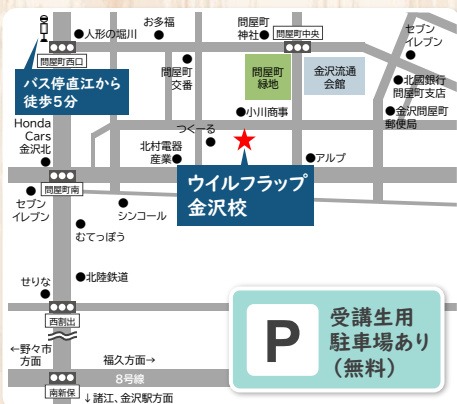 お多福
人形の堀川
問屋町
神社
問屋町中央
セブン
イレブン
問屋町西口
バス停直江から
徒歩5分
問屋町
交番
問屋町
緑地
金沢流通
会館
北國銀行
問屋町支店
小川商事
金沢問屋町
郵便局
Honda
Cars
金沢北
つくーる
北村電器
産業
アルプ
問屋町南
ウイルフラップ
金沢校
セブン
イレブン
シンコール
むてっぽう
せりな
北陸鉄道
西割出
P
受講生用
駐車場あり
（無料）
←野々市
方面
福久方面→
8号線
南新保
↓諸江、金沢駅方面